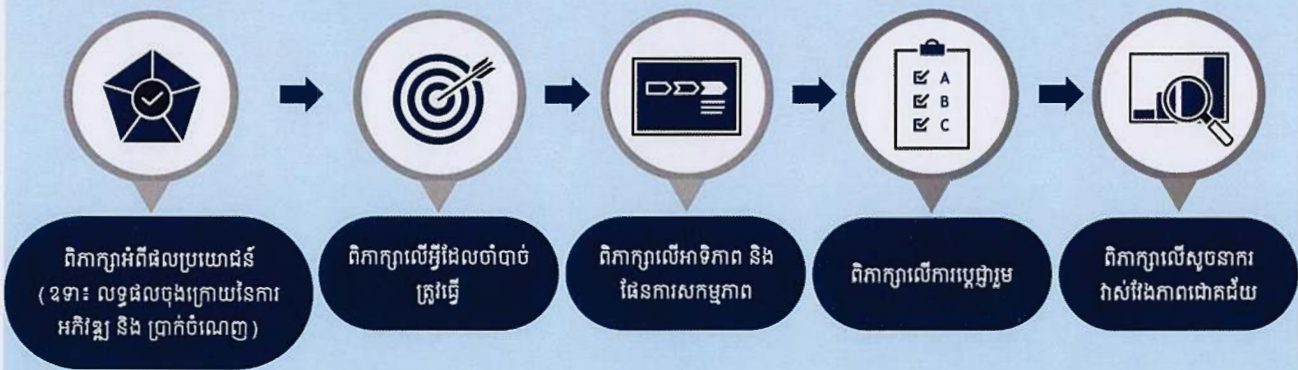 A
B
C
ពិភាក្សាអំពីផលប្រយោជន៍
(ឧទា៖ លទ្ធផលចុងក្រោយនៃការ
អភិវឌ្ឍ និង ប្រាក់ចំណេញ)
ពិភាក្សាលើអ្វីដែលចាំបាច់
ត្រូវធ្វើ
ពិភាក្សាលើអាទិភាព និង
ផែនការសកម្មភាព
ពិភាក្សាលើការប្តេជ្ញារួម
ពិភាក្សាលើសូចនាករ
វាស់វែងភាពជោគជ័យ